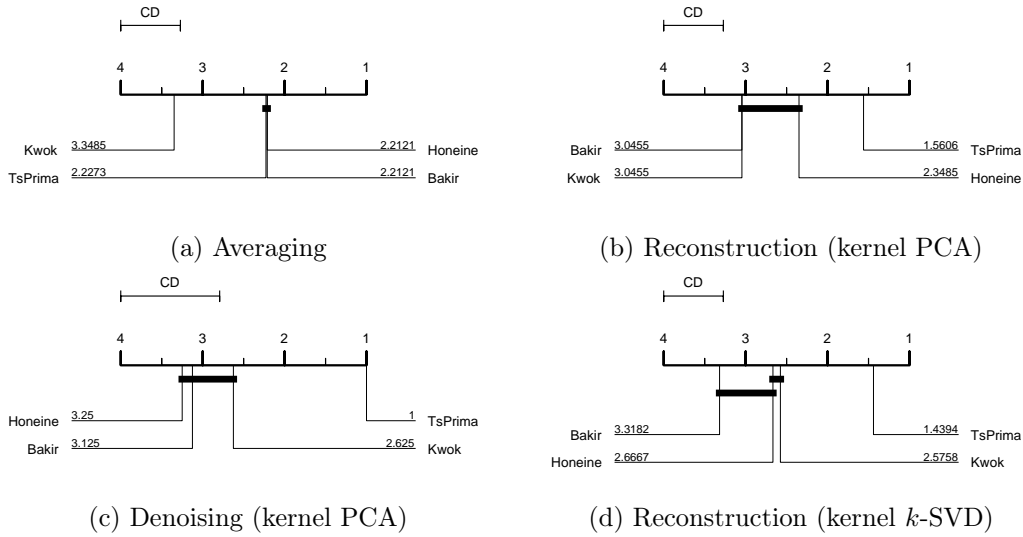 CD
4 3 2 1
Kwok 3.3485 2.2121 Honeine
TsPrima 2.2273 2.2121 Bakir
(a) Averaging
CD
4 3 2 1
Bakir 3.0455 1.5606 TsPrima
Kwok 3.0455 2.3485 Honeine
(b) Reconstruction (kernel PCA)
CD
4 3 2 1
Honeine 3.25 1 TsPrima
Bakir 3.125 2.625 Kwok
(c) Denoising (kernel PCA)
CD
4 3 2 1
Bakir 3.3182 1.4394 TsPrima
Honeine 2.6667 2.5758 Kwok
(d) Reconstruction (kernel k-SVD)